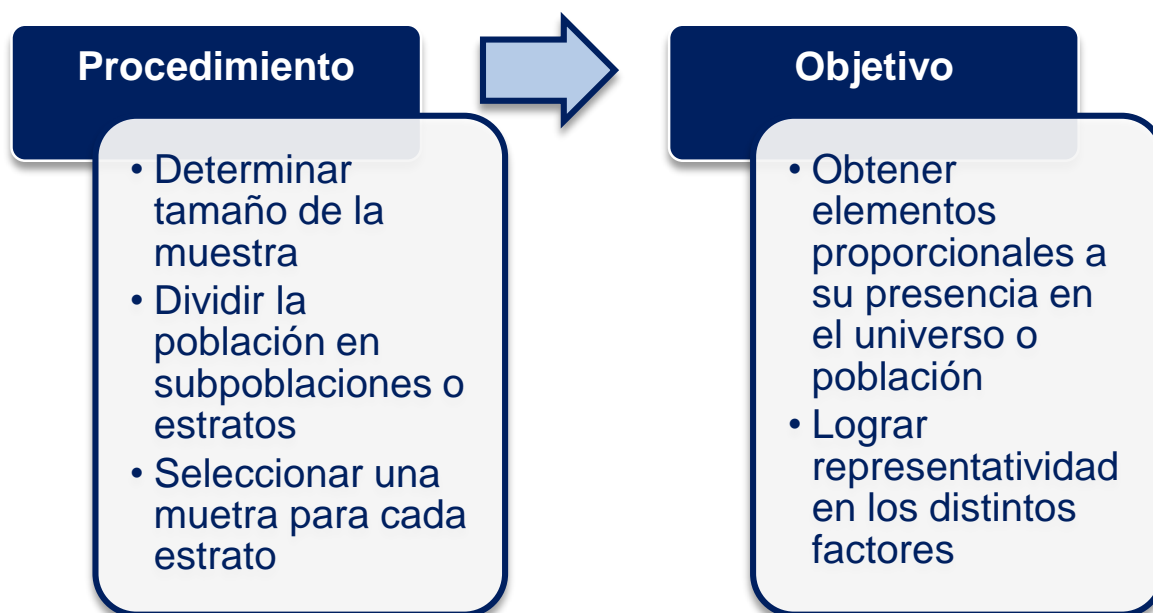 Procedimiento
• Determinar
tamaño de la
muestra
• Dividir la
población en
subpoblaciones o
estratos
• Seleccionar una
muetra para cada
estrato
Objetivo
• Obtener
elementos
proporcionales a
su presencia en
el universo o
población
• Lograr
representatividad
en los distintos
factores